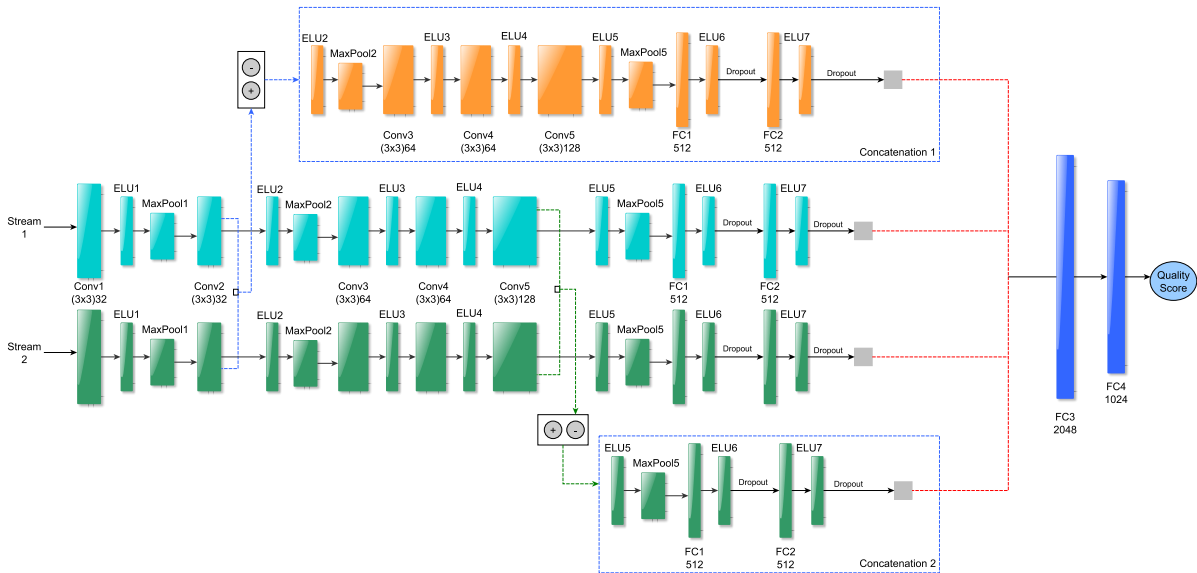 ELU2
MaxPool2
ELU3
ELU4
ELU5
MaxPool5
ELU6
ELU7
-
+
Dropout
Dropout
Conv3
(3x3)64
Conv4
(3x3)64
Conv5
(3x3)128
FC1
512
FC2
512
Concatenation 1
Stream
1
ELU1
MaxPool1
ELU2
MaxPool2
ELU3
ELU4
ELU5
MaxPool5
ELU6
ELU7
Dropout
Dropout
Conv1
(3x3)32
Conv2
(3x3)32
Conv3
(3x3)64
Conv4
(3x3)64
Conv5
(3x3)128
FC1
512
FC2
512
Quality
Score
Stream
2
ELU1
MaxPool1
ELU2
MaxPool2
ELU3
ELU4
ELU5
MaxPool5
ELU6
ELU7
Dropout
Dropout
FC3
2048
FC4
1024
+ -
ELU5
MaxPool5
ELU6
ELU7
Dropout
Dropout
FC1
512
FC2
512
Concatenation 2